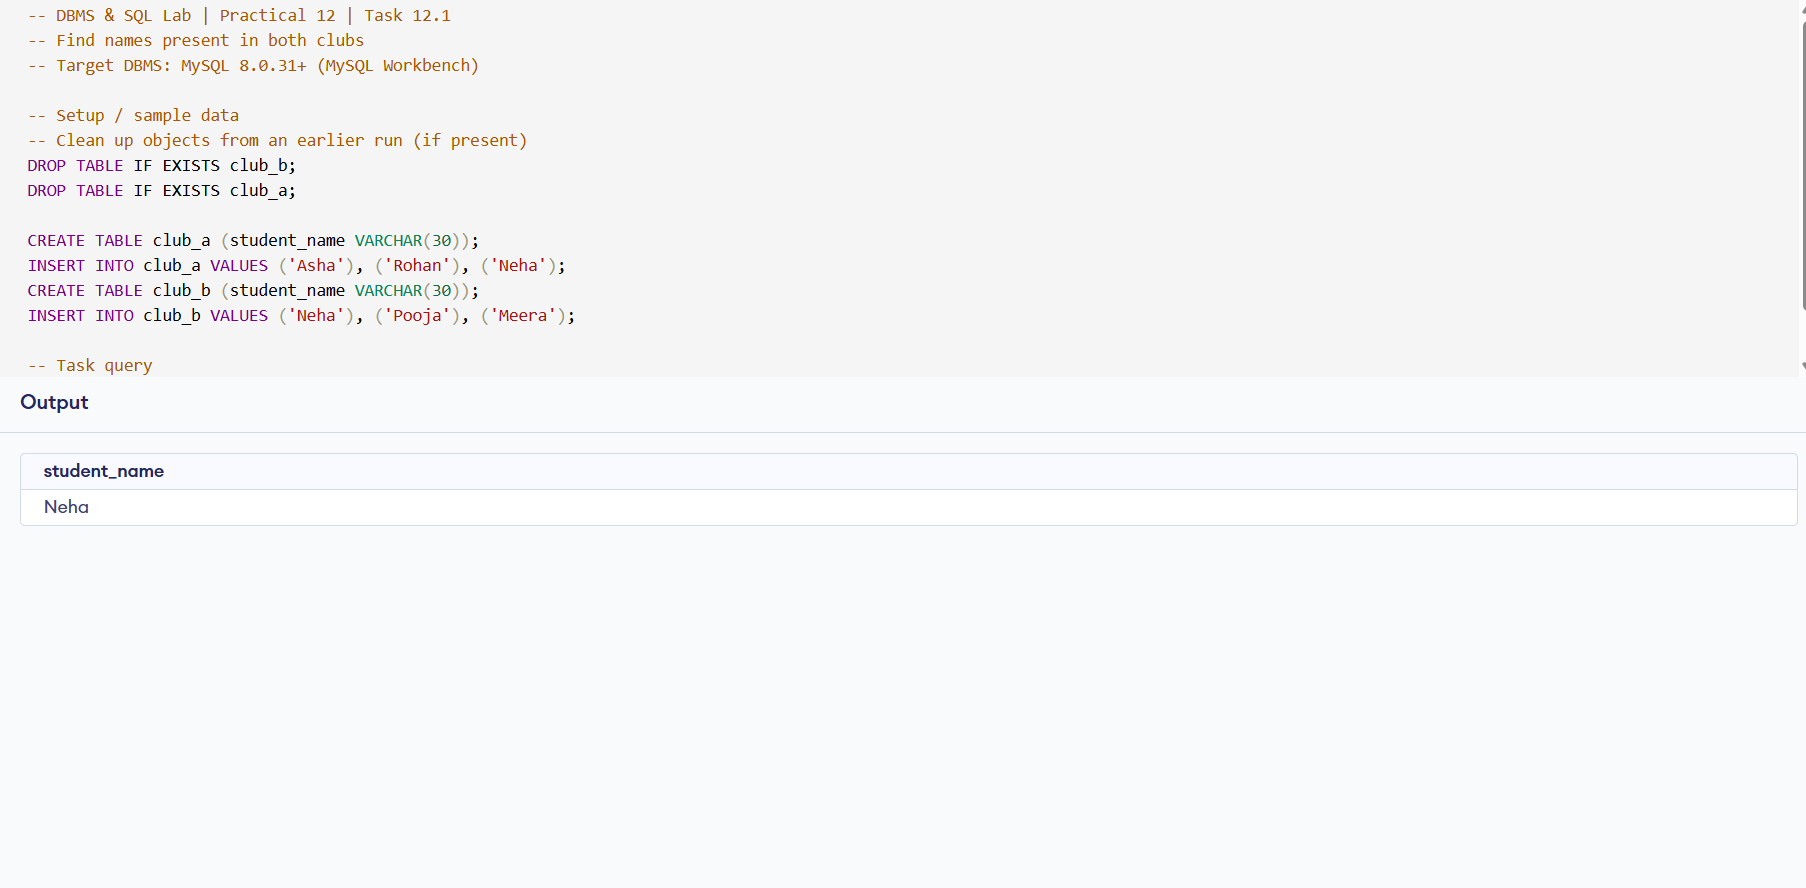 -- DBMS & SQL Lab | Practical 12 | Task 12.1
-- Find names present in both clubs
-- Target DBMS: MySQL 8.0.31+ (MySQL Workbench)
-- Setup / sample data
-- Clean up objects from an earlier run (if present)
DROP TABLE IF EXISTS club_b;
DROP TABLE IF EXISTS club_a;
CREATE TABLE club_a (student_name VARCHAR(30));
INSERT INTO club_a VALUES ('Asha'), ('Rohan'), ('Neha');
CREATE TABLE club_b (student_name VARCHAR(30));
INSERT INTO club_b VALUES ('Neha'), ('Pooja'), ('Meera');
-- Task query
Output
student_name
Neha